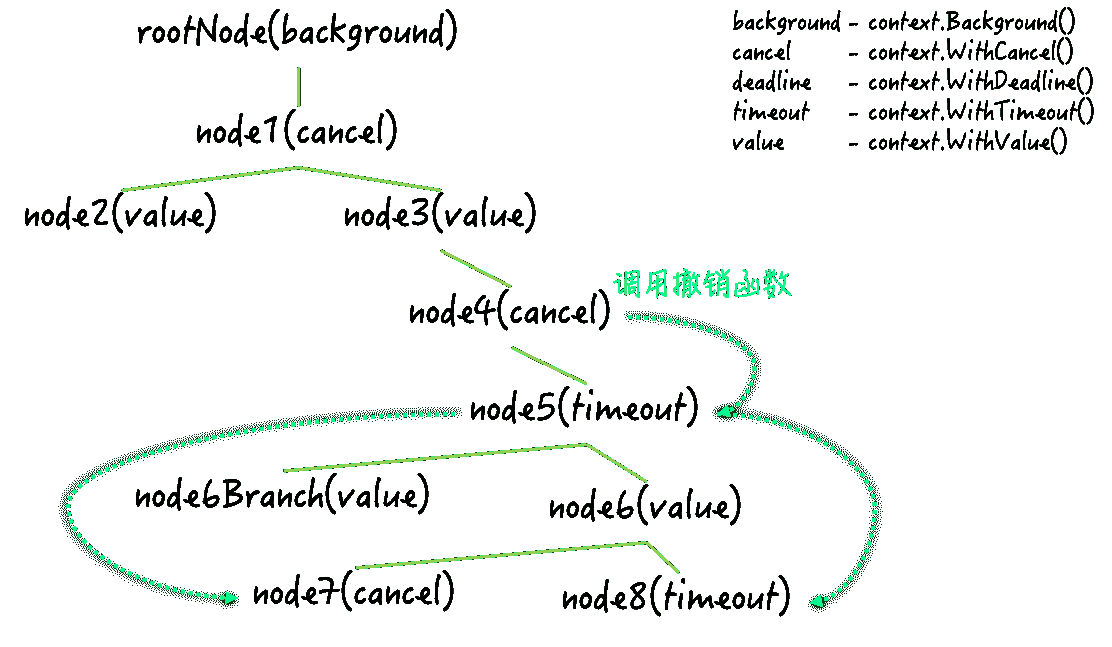 rootNode(background)
background - context.Background()
cancel - context.WithCancel()
deadline - context.WithDeadline()
timeout - context.WithTimeout()
value - context.WithValue()
node1(cancel)
node2(value)
node3(value)
调用撤销函数
node4(cancel)
node5(timeout)
node6Branch(value)
node6(value)
node7(cancel)
node8(timeout)